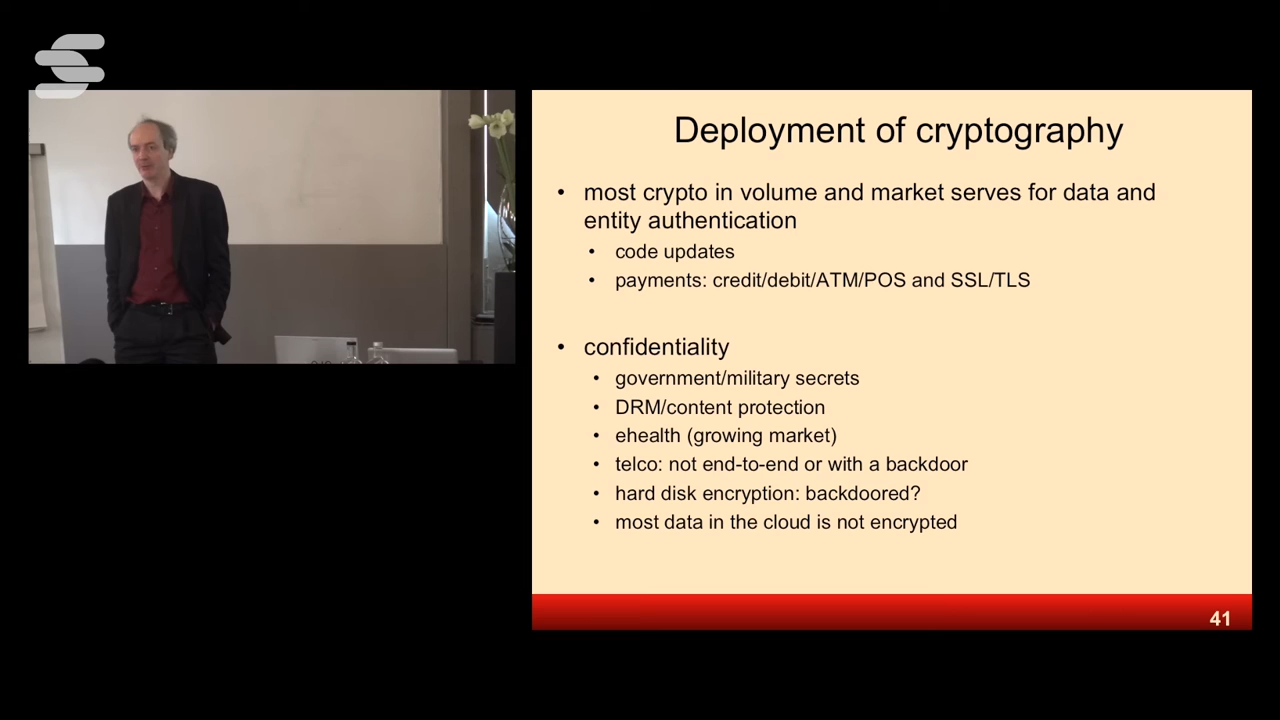 Deployment of cryptography
• most crypto in volume and market serves for data and
entity authentication
• code updates
• payments: credit/debit/ATM/POS and SSL/TLS
• confidentiality
• government/military secrets
• DRM/content protection
• ehealth (growing market)
• telco: not end-to-end or with a backdoor
• hard disk encryption: backdoored?
• most data in the cloud is not encrypted
41